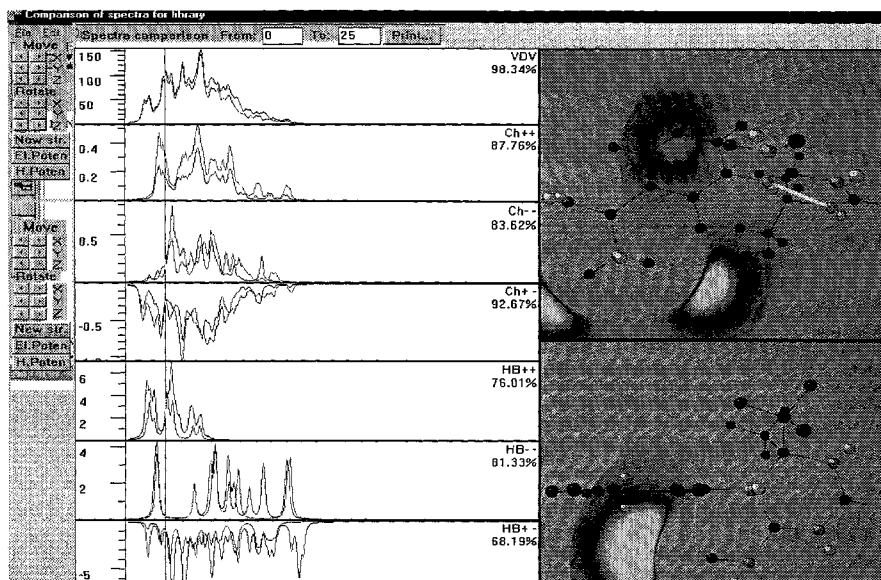 Comparison of spectra for library
File Edit
Spectra comparison From: 0 To: 25 Print...
Move
X
Y
Z
Rotate
X
Y
Z
New str.
El.Poten
H.Poten
Move
X
Y
Z
Rotate
X
Y
Z
New str.
El.Poten
H.Poten
150
100
50
VDV
98.34%
0.4
0.2
Ch++
87.76%
0.5
Ch--
83.62%
-0.5
Ch+-
92.67%
6
4
2
HB++
76.01%
4
2
HB--
81.33%
-5
HB+-
68.19%